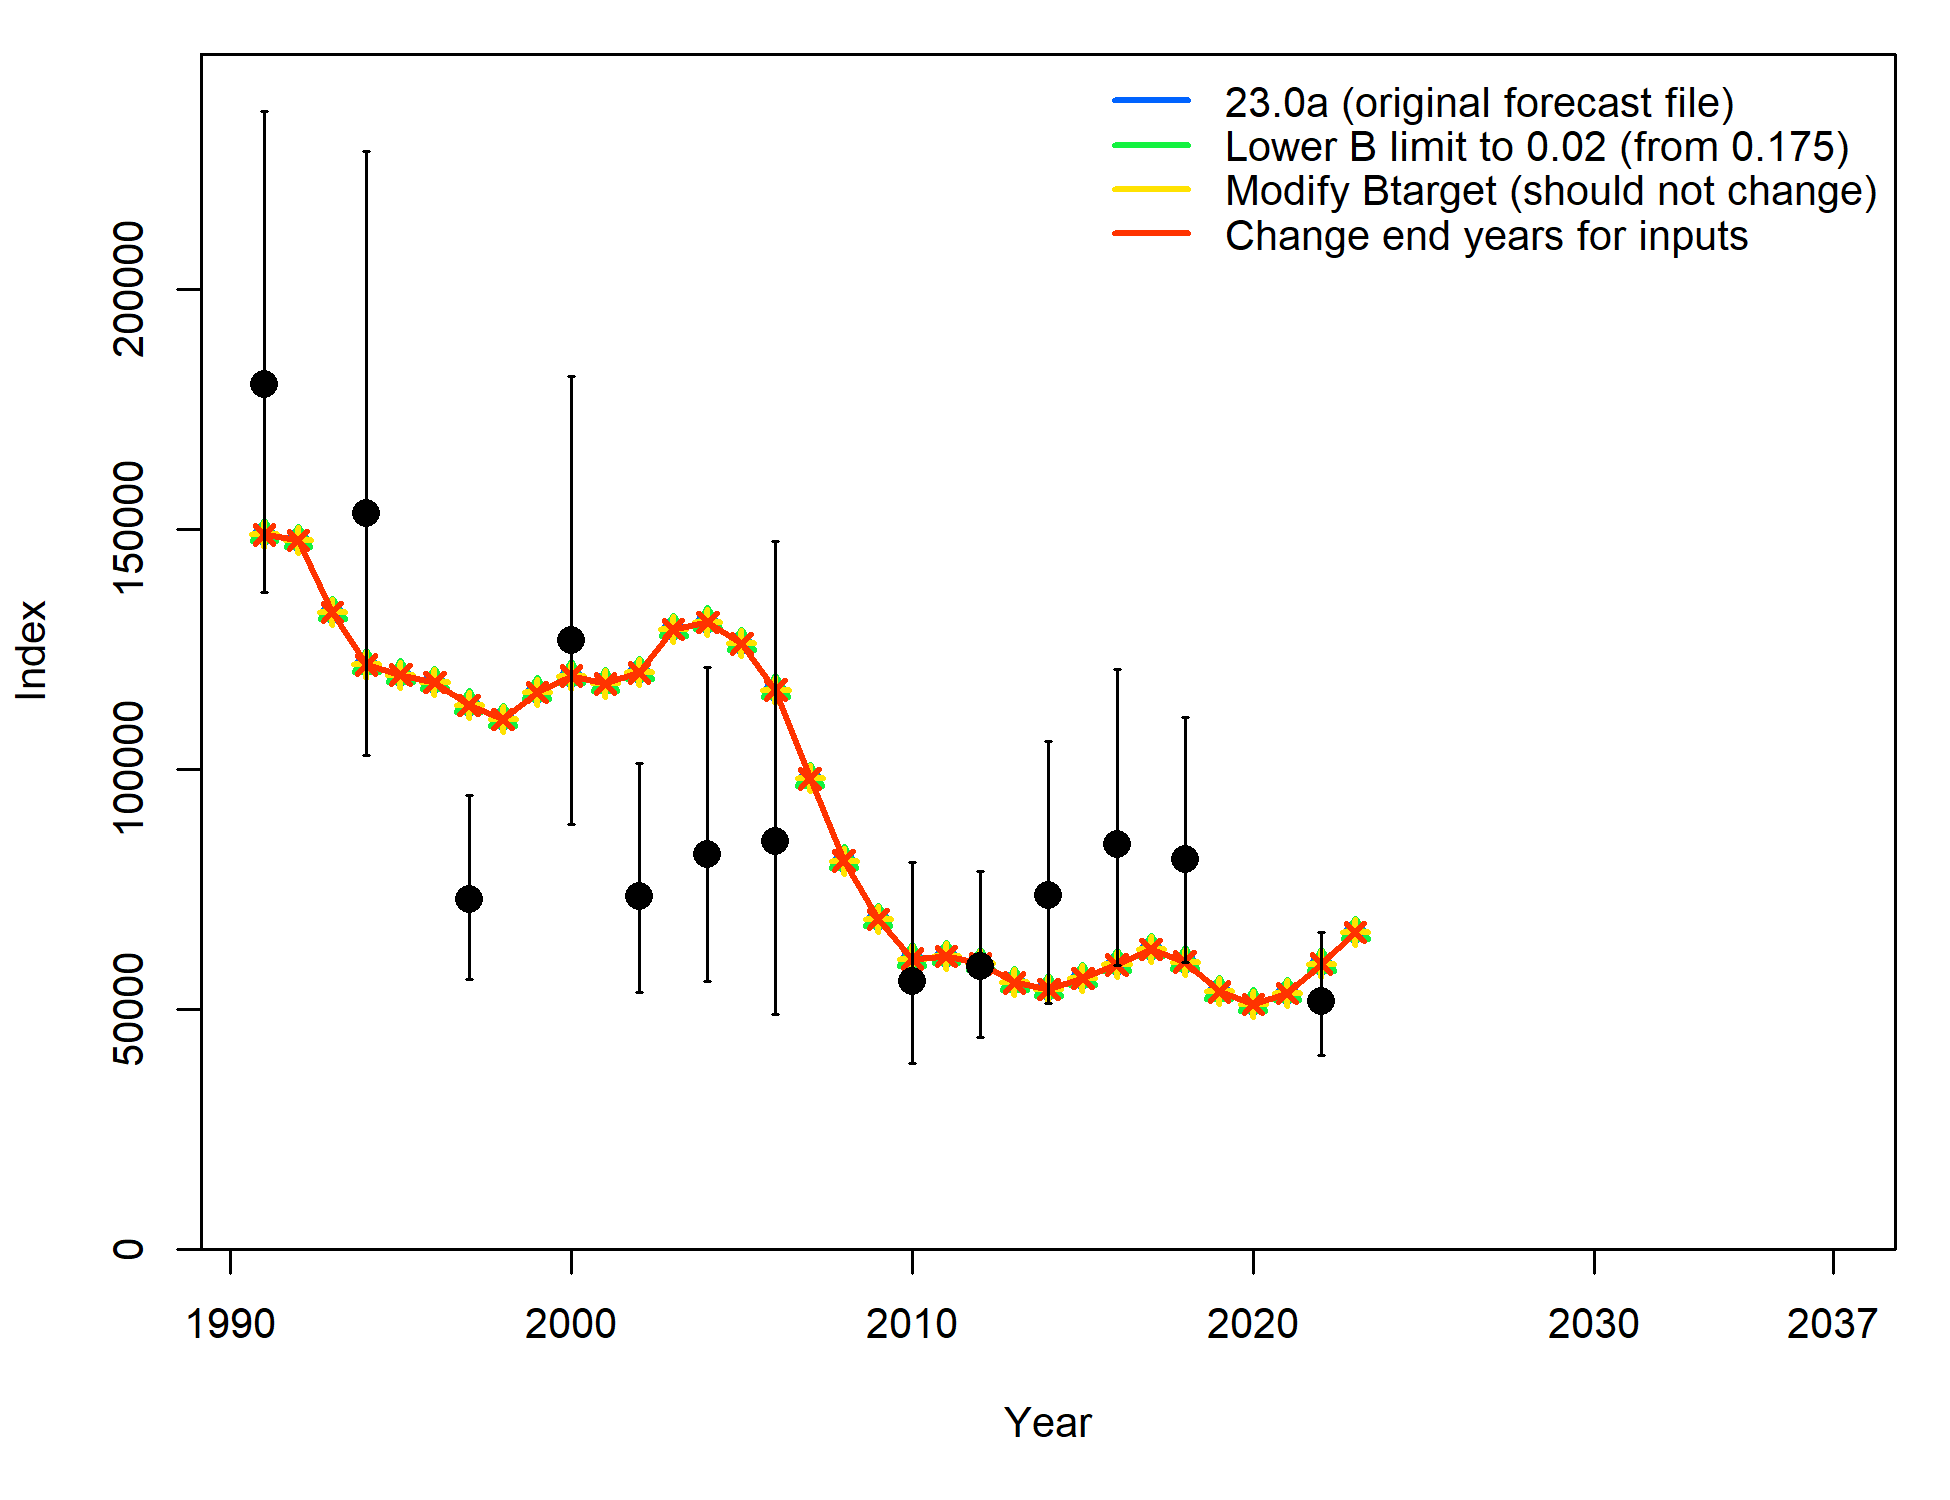 23.0a (original forecast file)
Lower B limit to 0.02 (from 0.175)
Modify Btarget (should not change)
Change end years for inputs
Index
200000
150000
100000
50000
0
1990 2000 2010 2020 2030 2037
Year